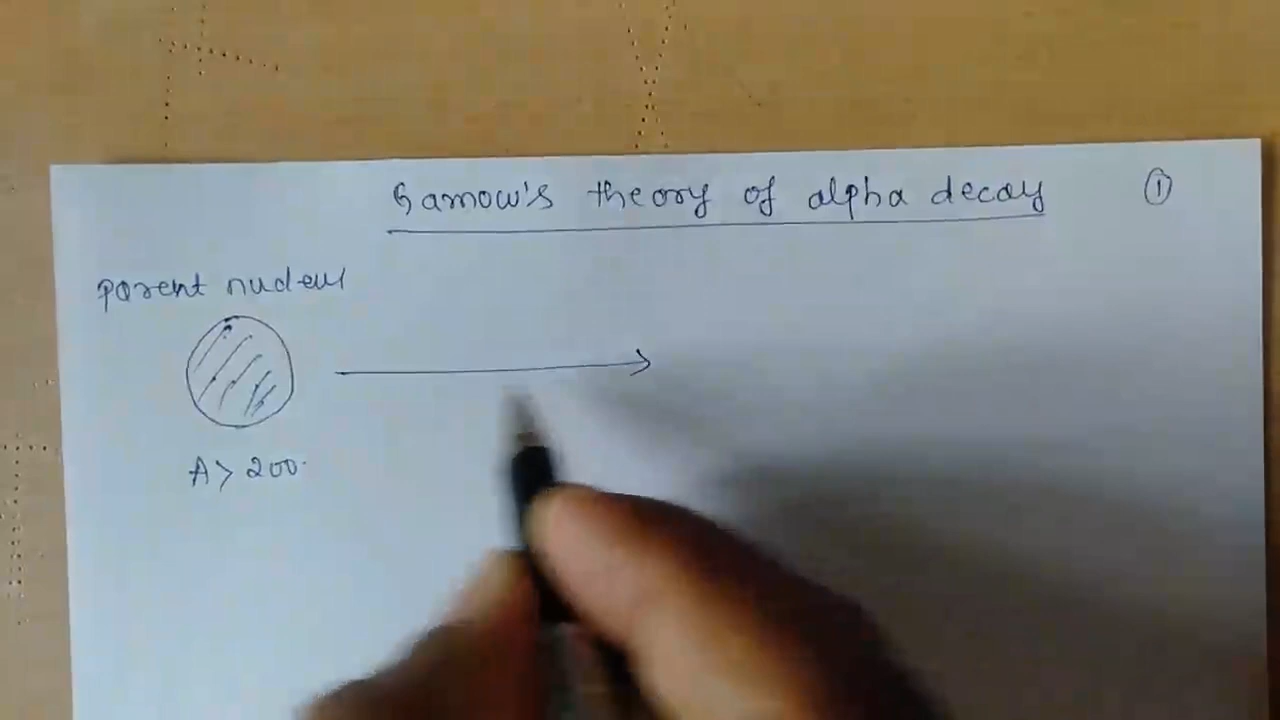 Gamow's theory of alpha decay ①
parent nucleus
A > 200.